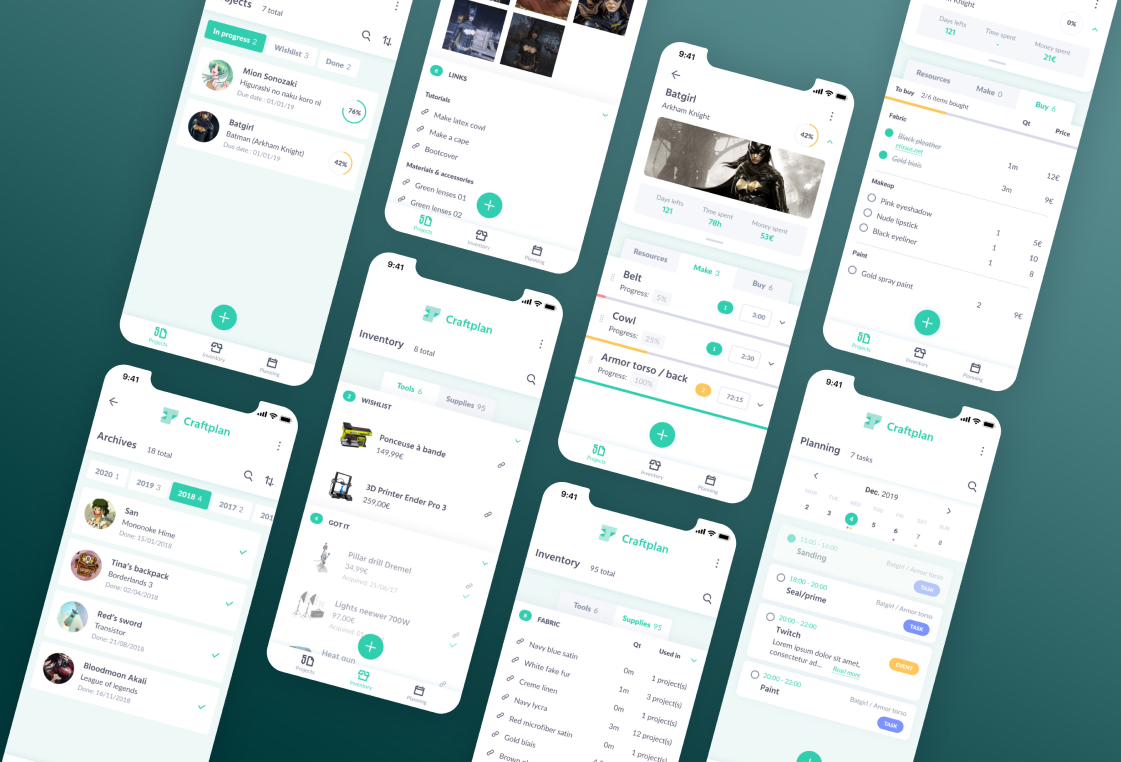 Projects 7 total
In progress 2
Wishlist 3
Done 2
Mion Sonozaki
Higurashi no naku koro ni
Due date : 01/01/19
76%
Batgirl
Batman (Arkham Knight)
Due date : 01/01/19
42%
Projects
Inventory
Planning
6 LINKS
Tutorials
Make latex cowl
Make a cape
Bootcover
Materials & accessories
Green lenses 01
Green lenses 02
Projects
Inventory
Planning
9:41
Batgirl
Arkham Knight
42%
Days lefts
121
Time spent
78h
Money spent
53€
Resources
Make 3
Buy 6
Belt
Progress: 5%
1
3:00
Cowl
Progress: 25%
1
2:30
Armor torso / back
Progress: 100%
2
72:15
Projects
Inventory
Planning
Knight
0%
Days lefts
121
Time spent
-
Money spent
21€
Resources
Make 0
Buy 6
To buy 2/6 items bought
Qt
Price
Fabric
Black pleather
etissus.net
1m
12€
Gold biais
3m
9€
Makeup
Pink eyeshadow
1
5€
Nude lipstick
1
10
Black eyeliner
1
8
Paint
Gold spray paint
2
9€
Projects
Inventory
Planning
9:41
Craftplan
Archives 18 total
2020 1
2019 3
2018 4
2017 2
201
San
Mononoke Hime
Done: 15/01/2018
Tina's backpack
Borderlands 3
Done: 02/04/2018
Red's sword
Transistor
Done: 21/08/2018
Bloodmoon Akali
League of legends
Done: 16/11/2018
9:41
Craftplan
Inventory 8 total
Tools 6
Supplies 95
2 WISHLIST
Ponceuse à bande
149,99€
3D Printer Ender Pro 3
259,00€
4 GOT IT
Pillar drill Dremel
34,99€
Acquired: 21/06/17
Lights neewer 700W
97,00€
Heat gun
Projects
Inventory
Planning
9:41
Craftplan
Inventory 95 total
Tools 6
Supplies 95
8 FABRIC
Qt
Used in
Navy blue satin
0m
1 project(s)
White fake fur
1m
3 project(s)
Creme linen
0m
1 project(s)
Navy lycra
3m
12 project(s)
Red microfiber satin
0m
1 project(s)
Gold biais
9:41
Craftplan
Planning 7 tasks
Dec. 2019
MON TUE WED THU FRI SAT SUN
2 3 4 5 6 7 8
15:00 - 18:00
Sanding
Batgirl / Armor torso
TASK
18:00 - 20:00
Seal/prime
Batgirl / Armor torso
TASK
20:00 - 22:00
Twitch
Lorem ipsum dolor sit amet,
consectetur ad... Read more
EVENT
20:00 - 22:00
Paint
Batgirl / Armor torso
TASK